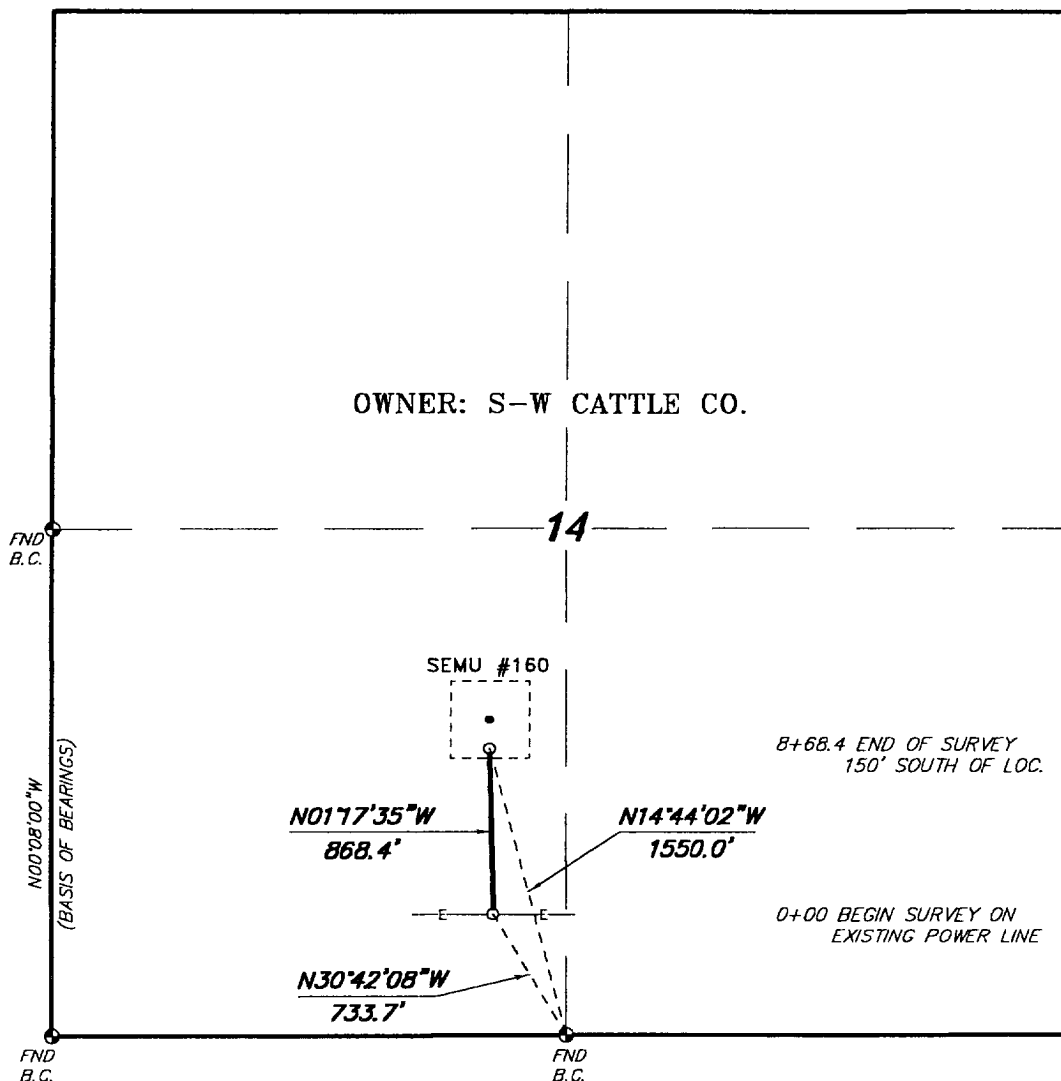 OWNER: S-W CATTLE CO.
FND
B.C.
14
SEMU #160
N00°08'00"W
(BASIS OF BEARINGS)
8+68.4 END OF SURVEY
150' SOUTH OF LOC.
N01°17'35"W
868.4'
N14°44'02"W
1550.0'
E
E
0+00 BEGIN SURVEY ON
EXISTING POWER LINE
N30°42'08"W
733.7'
FND
B.C.
FND
B.C.